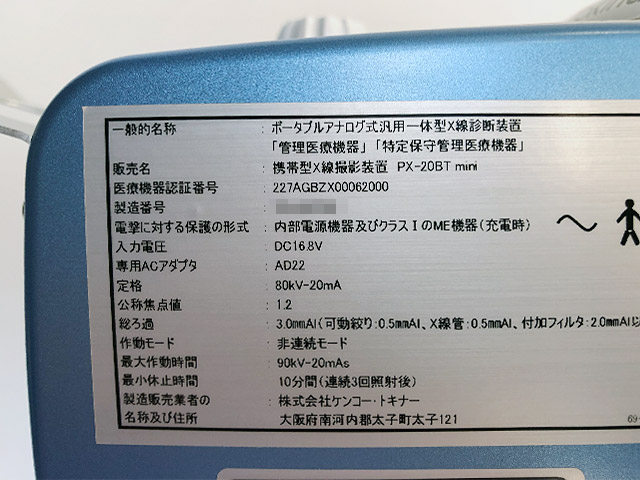 一般的名称 : ポータブルアナログ式汎用一体型X線診断装置
「管理医療機器」「特定保守管理医療機器」
販売名 : 携帯型X線撮影装置 PX-20BT mini
医療機器認証番号 : 227AGBZX00062000
製造番号 :
電撃に対する保護の形式 : 内部電源機器及びクラスⅠのME機器(充電時)
入力電圧 : DC16.8V
専用ACアダプタ : AD22
定格 : 80kV-20mA
公称焦点値 : 1.2
総ろ過 : 3.0mmAl(可動絞り:0.5mmAl、X線管:0.5mmAl、付加フィルタ:2.0mmAl以
作動モード : 非連続モード
最大作動時間 : 90kV-20mAs
最小休止時間 : 10分間(連続3回照射後)
製造販売業者の : 株式会社ケンコー・トキナー
名称及び住所 大阪府南河内郡太子町太子121
69-